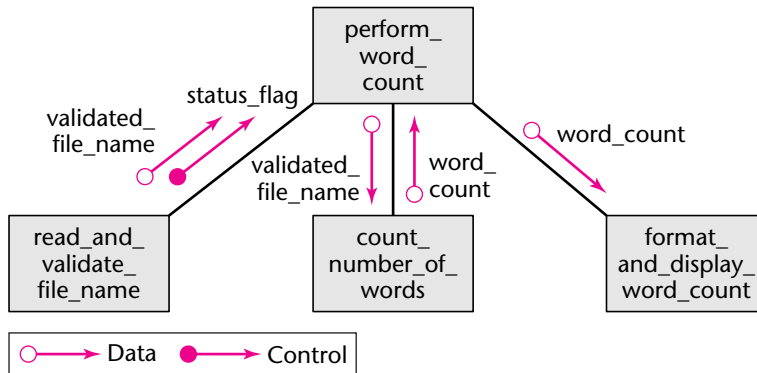 perform_
word_
count
status_flag
validated_
file_name
word_count
validated_
file_name
word_
count
read_and_
validate_
file_name
count_
number_of_
words
format_
and_display_
word_count
Data
Control